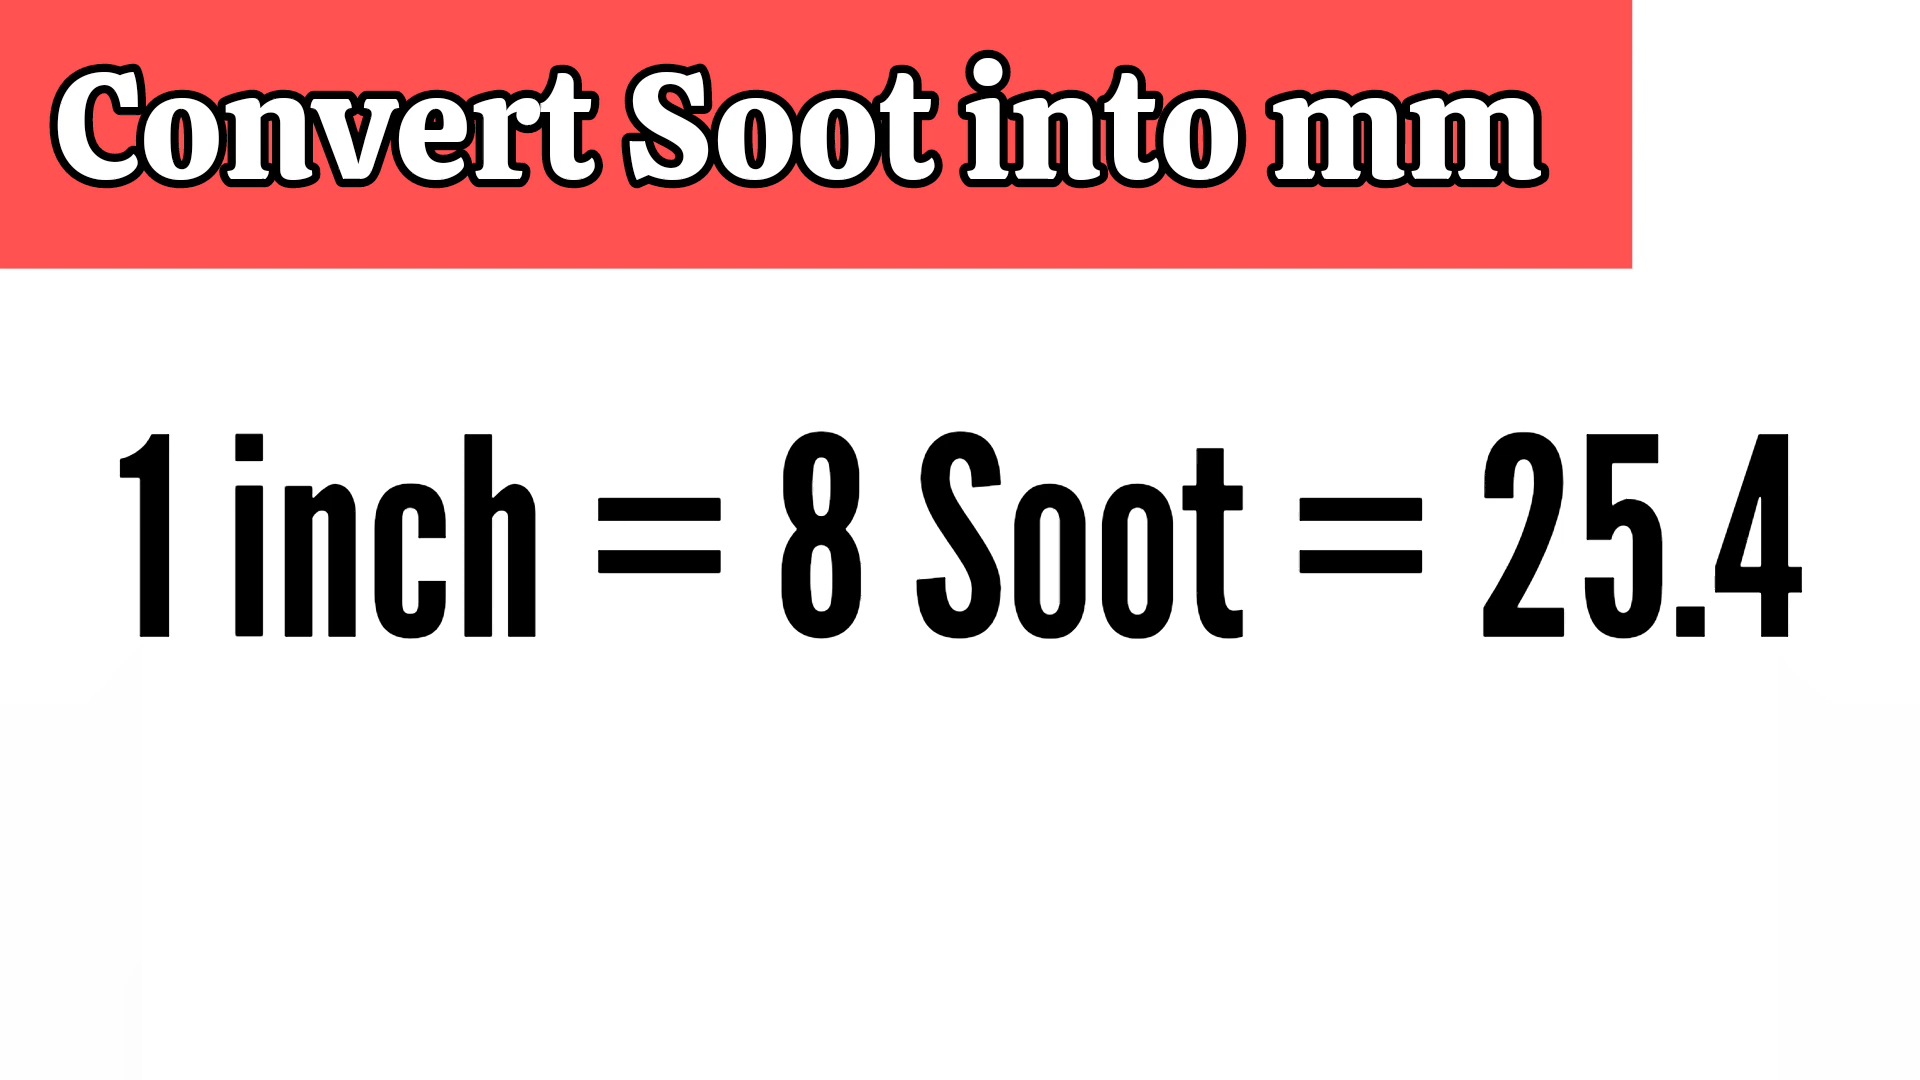 Convert Soot into mm
1 inch = 8 Soot = 25.4